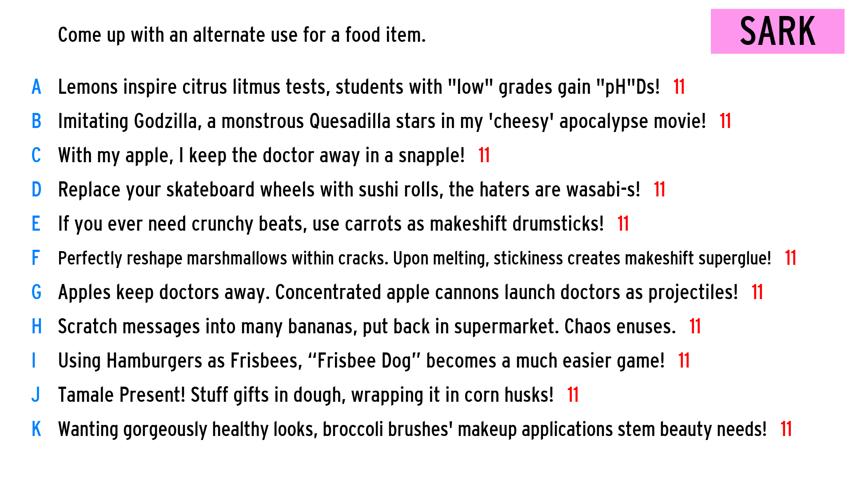 Come up with an alternate use for a food item.
SARK
A Lemons inspire citrus litmus tests, students with "low" grades gain "pH"Ds! 11
B Imitating Godzilla, a monstrous Quesadilla stars in my 'cheesy' apocalypse movie! 11
C With my apple, I keep the doctor away in a snapple! 11
D Replace your skateboard wheels with sushi rolls, the haters are wasabi-s! 11
E If you ever need crunchy beats, use carrots as makeshift drumsticks! 11
F Perfectly reshape marshmallows within cracks. Upon melting, stickiness creates makeshift superglue! 11
G Apples keep doctors away. Concentrated apple cannons launch doctors as projectiles! 11
H Scratch messages into many bananas, put back in supermarket. Chaos enuses. 11
I Using Hamburgers as Frisbees, “Frisbee Dog” becomes a much easier game! 11
J Tamale Present! Stuff gifts in dough, wrapping it in corn husks! 11
K Wanting gorgeously healthy looks, broccoli brushes' makeup applications stem beauty needs! 11